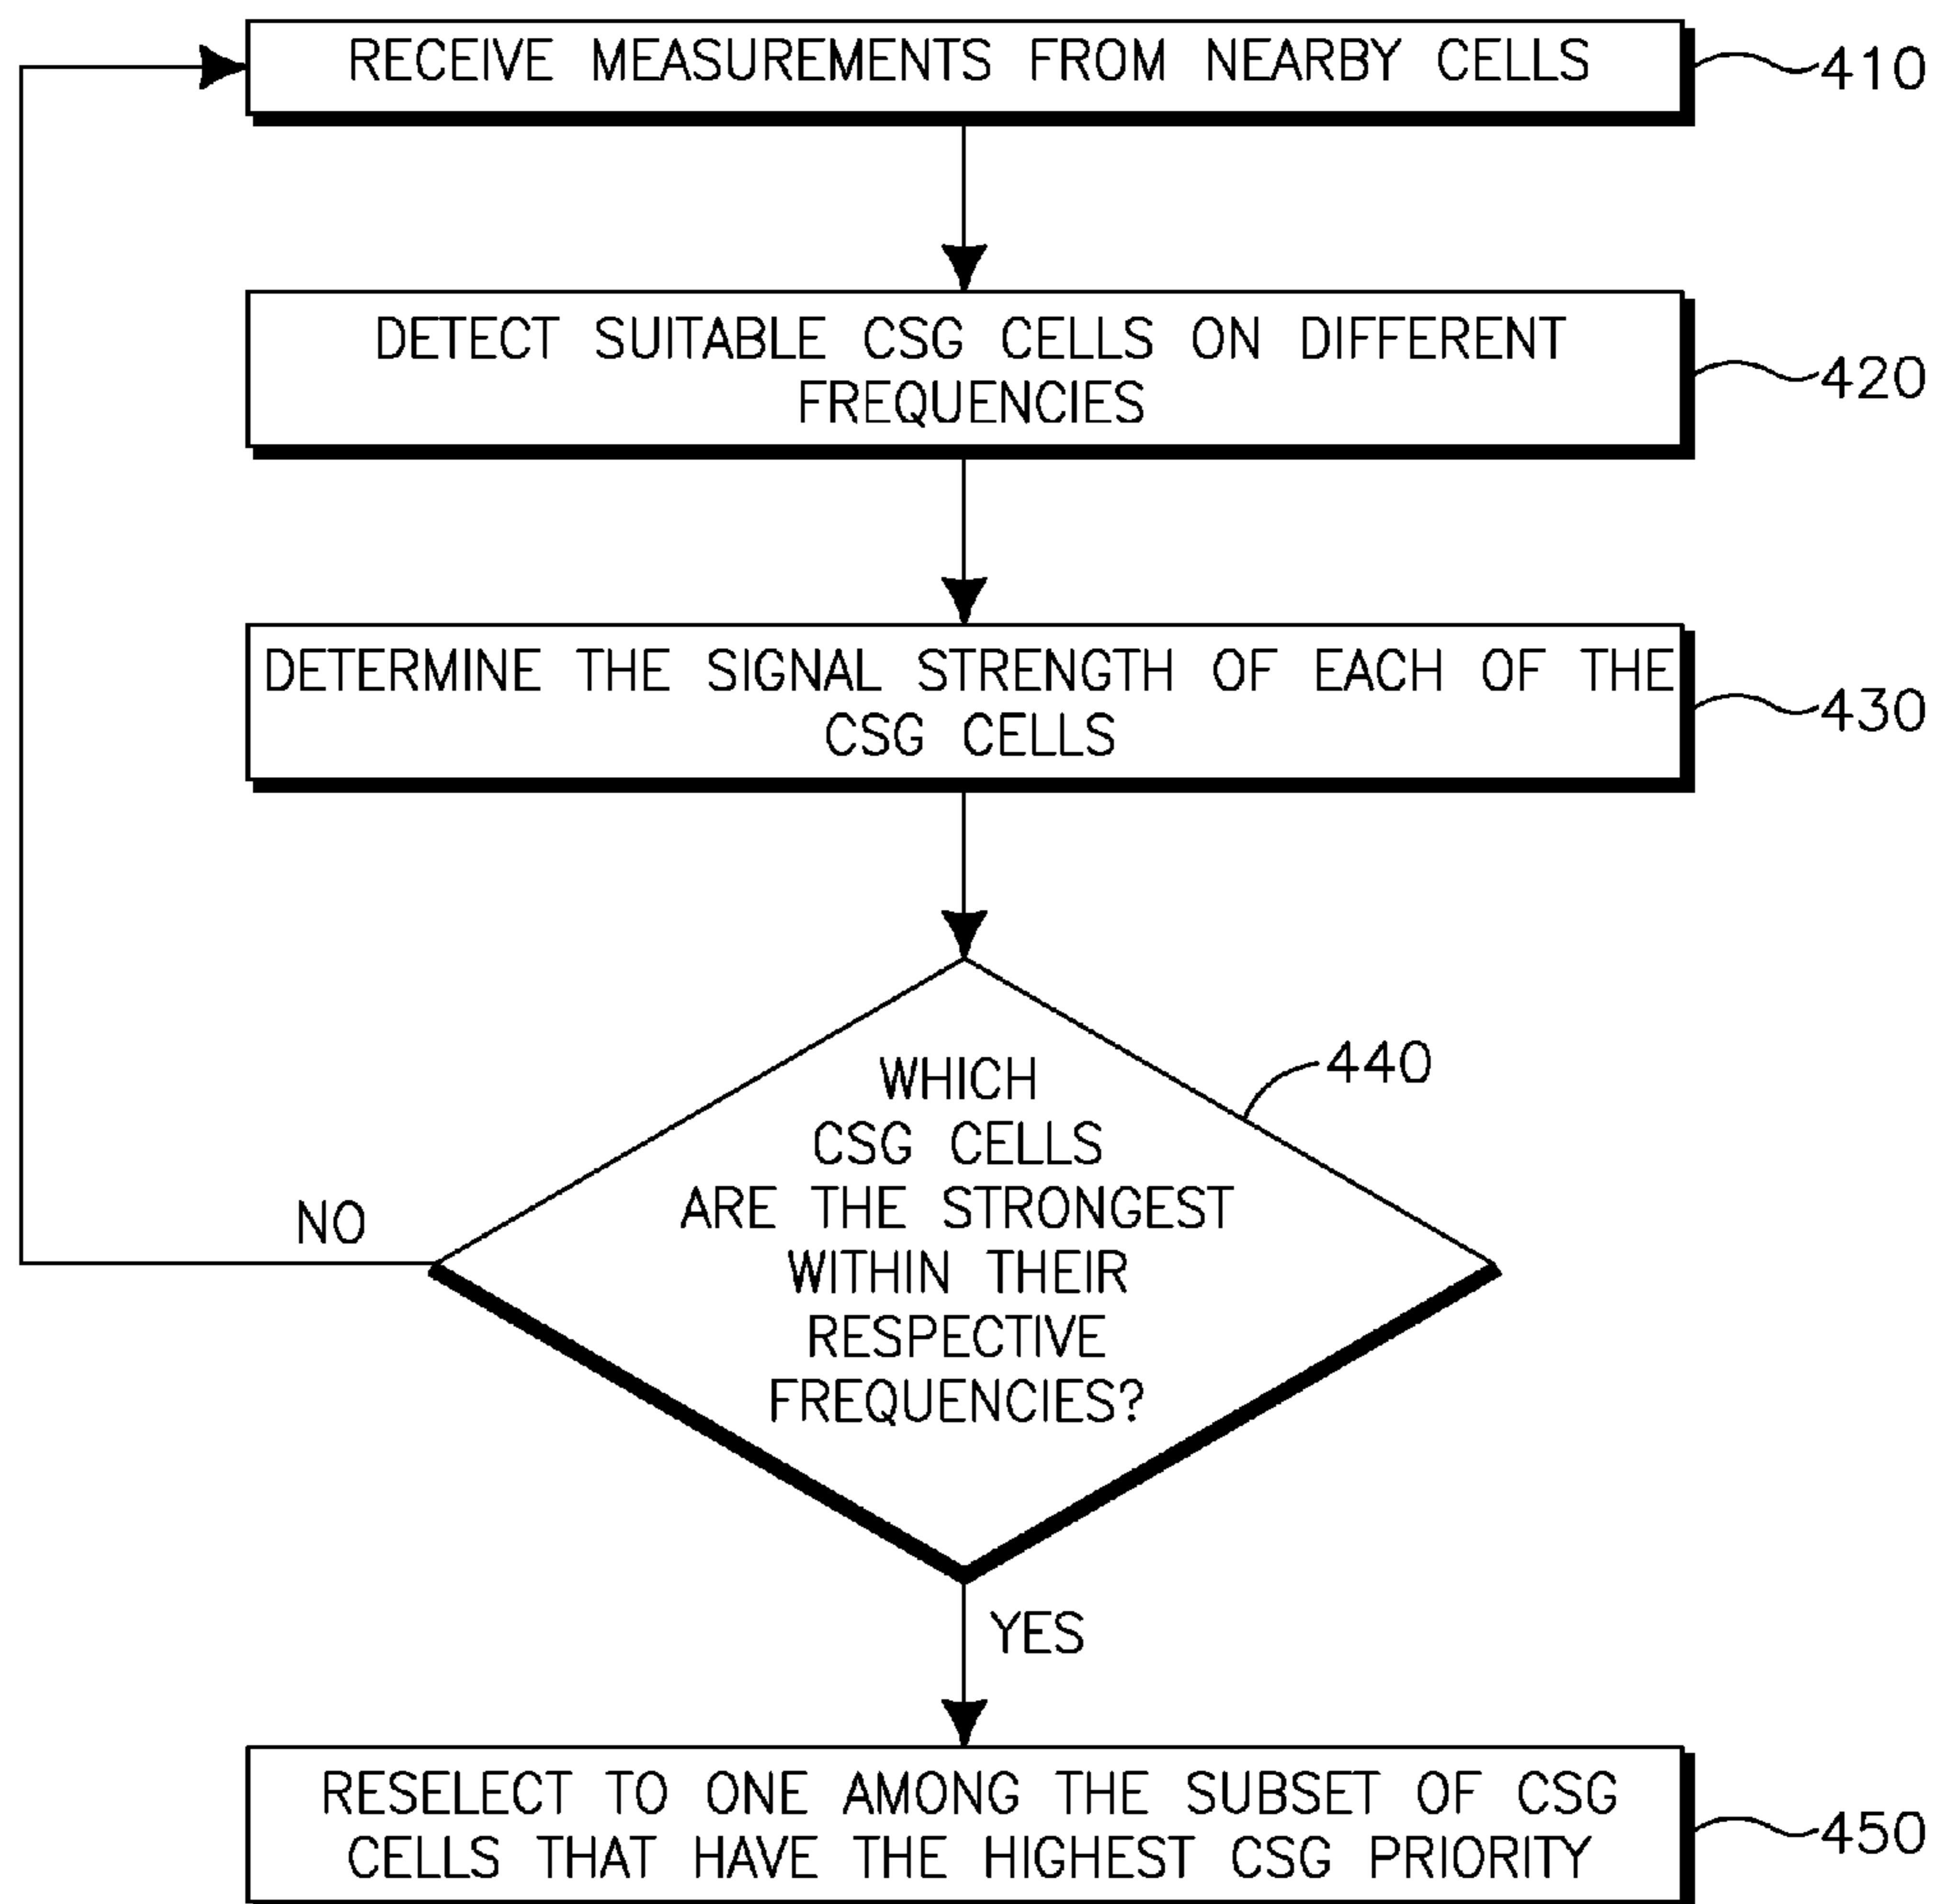 RECEIVE MEASUREMENTS FROM NEARBY CELLS
410
DETECT SUITABLE CSG CELLS ON DIFFERENT
FREQUENCIES
420
DETERMINE THE SIGNAL STRENGTH OF EACH OF THE
CSG CELLS
430
WHICH
CSG CELLS
ARE THE STRONGEST
WITHIN THEIR
RESPECTIVE
FREQUENCIES?
440
NO
YES
RESELECT TO ONE AMONG THE SUBSET OF CSG
CELLS THAT HAVE THE HIGHEST CSG PRIORITY
450